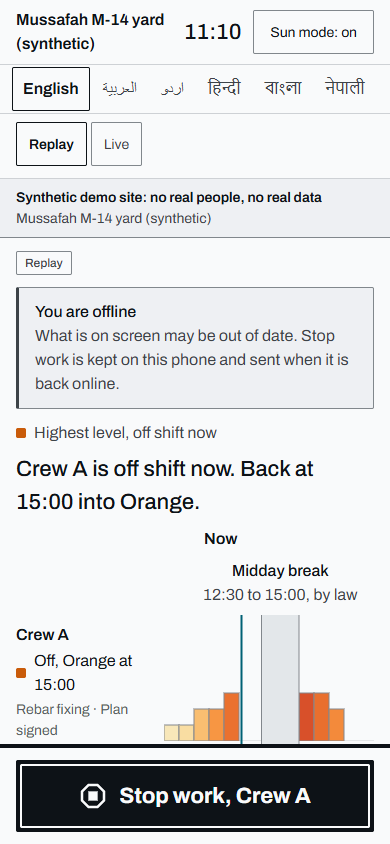 Mussafah M-14 yard
(synthetic)
11:10
Sun mode: on
English
العربية
اردو
हिन्दी
বাংলা
नेपाली
Replay
Live
Synthetic demo site: no real people, no real data
Mussafah M-14 yard (synthetic)
Replay
You are offline
What is on screen may be out of date. Stop
work is kept on this phone and sent when it is
back online.
Highest level, off shift now
Crew A is off shift now. Back at
15:00 into Orange.
Now
Midday break
12:30 to 15:00, by law
Crew A
Off, Orange at
15:00
Rebar fixing · Plan
signed
Stop work, Crew A